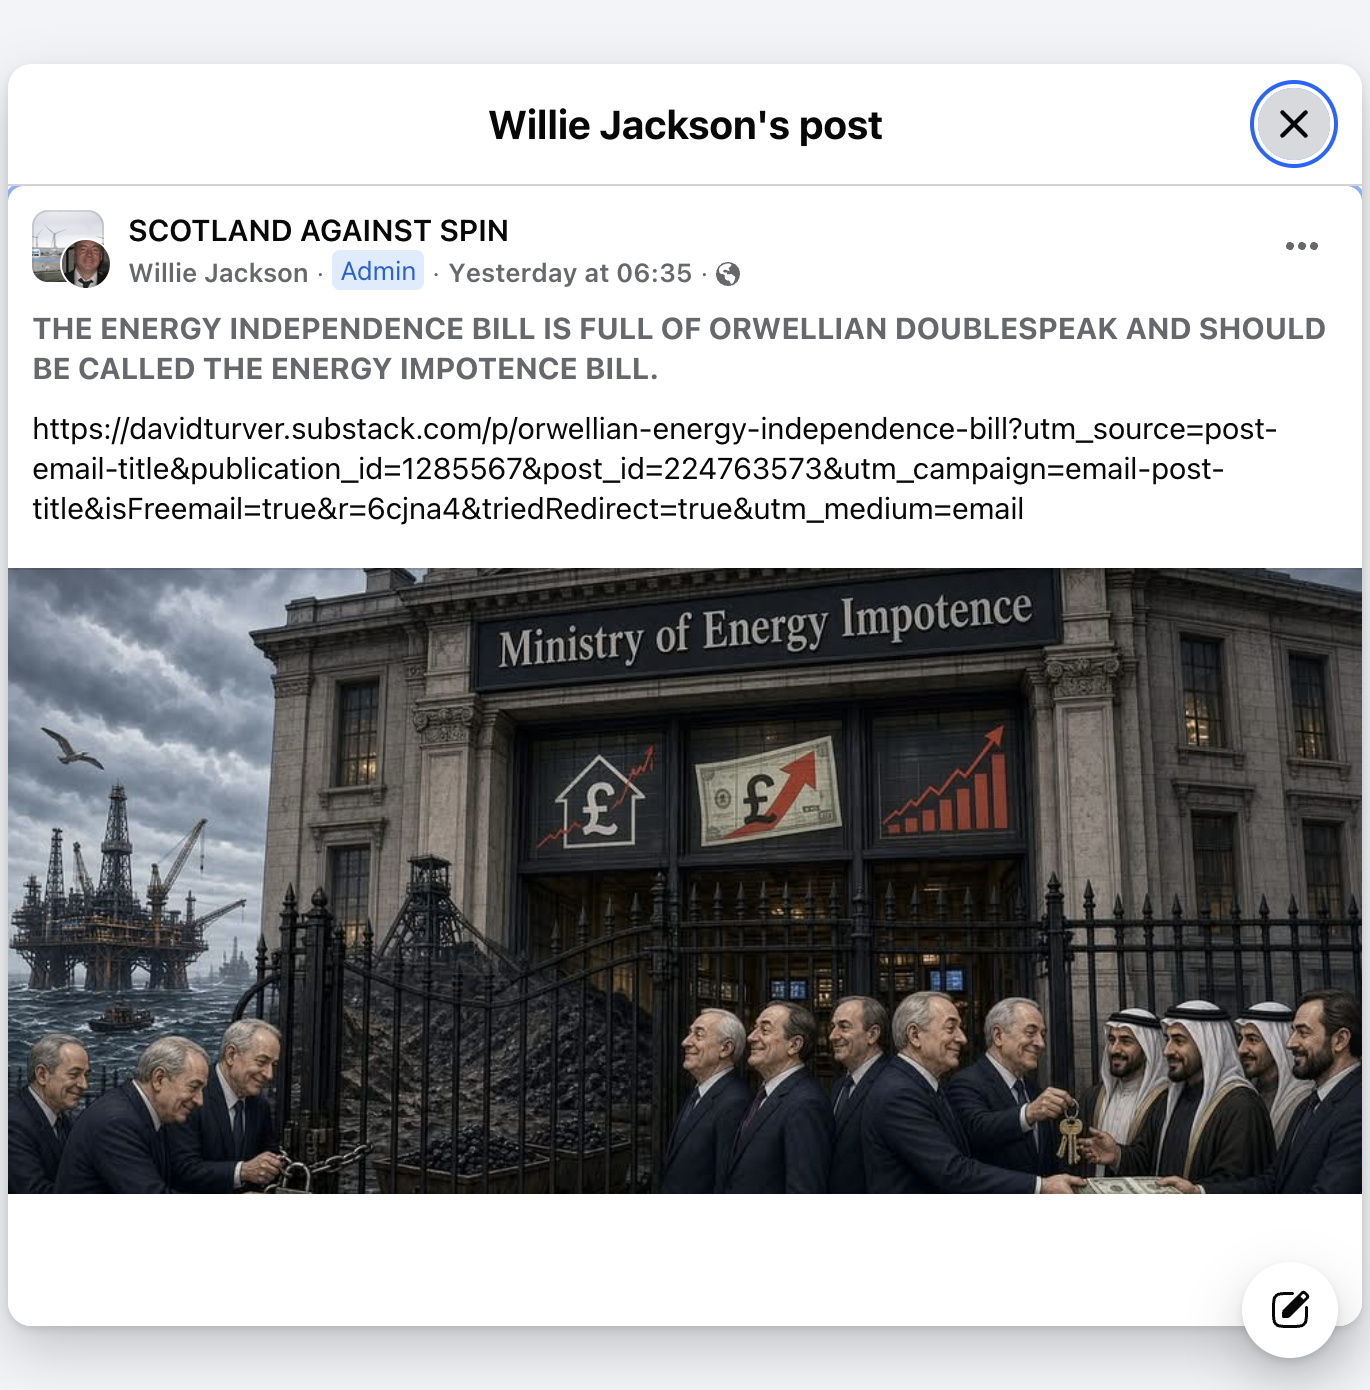 Willie Jackson's post
SCOTLAND AGAINST SPIN
Willie Jackson · Admin · Yesterday at 06:35 ·
THE ENERGY INDEPENDENCE BILL IS FULL OF ORWELLIAN DOUBLESPEAK AND SHOULD
BE CALLED THE ENERGY IMPOTENCE BILL.
https://davidturver.substack.com/p/orwellian-energy-independence-bill?utm_source=post-
email-title&publication_id=1285567&post_id=224763573&utm_campaign=email-post-
title&isFreemail=true&r=6cjna4&triedRedirect=true&utm_medium=email
Ministry of Energy Impotence
£
£